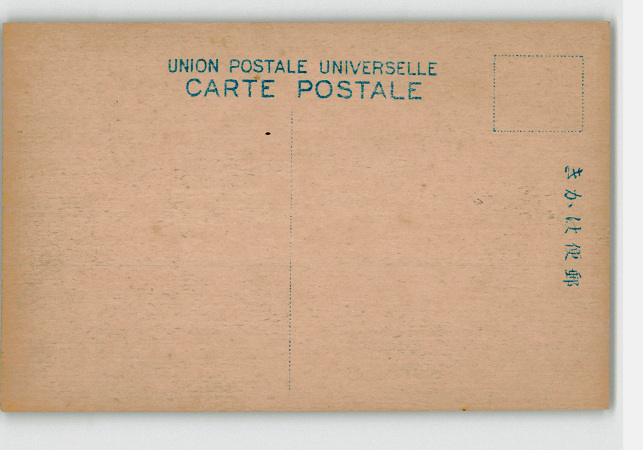 UNION POSTALE UNIVERSELLE
CARTE POSTALE
きかは便郵